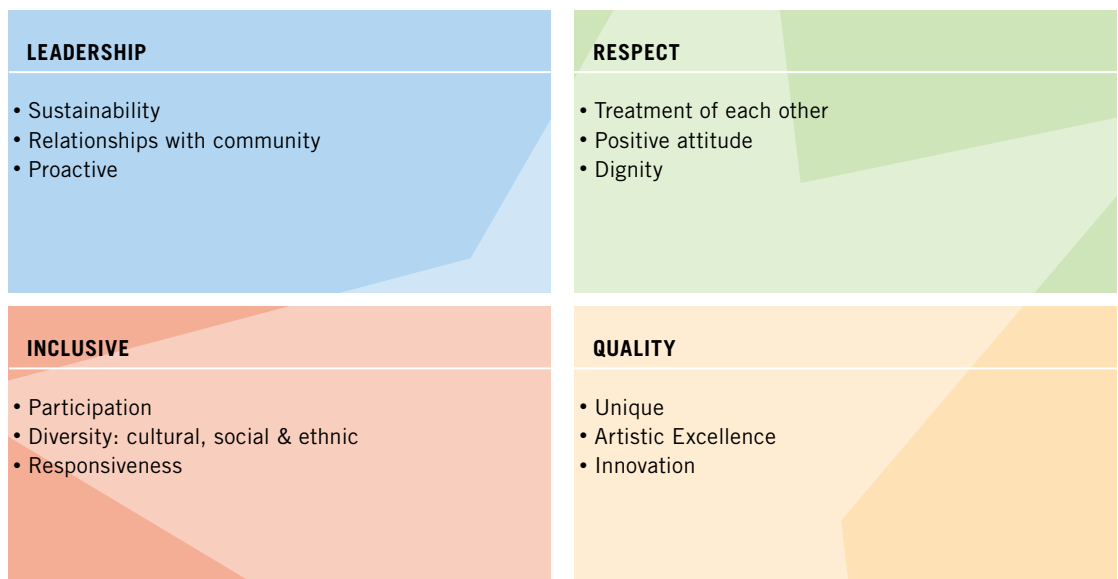 LEADERSHIP
• Sustainability
• Relationships with community
• Proactive
RESPECT
• Treatment of each other
• Positive attitude
• Dignity
INCLUSIVE
• Participation
• Diversity: cultural, social & ethnic
• Responsiveness
QUALITY
• Unique
• Artistic Excellence
• Innovation